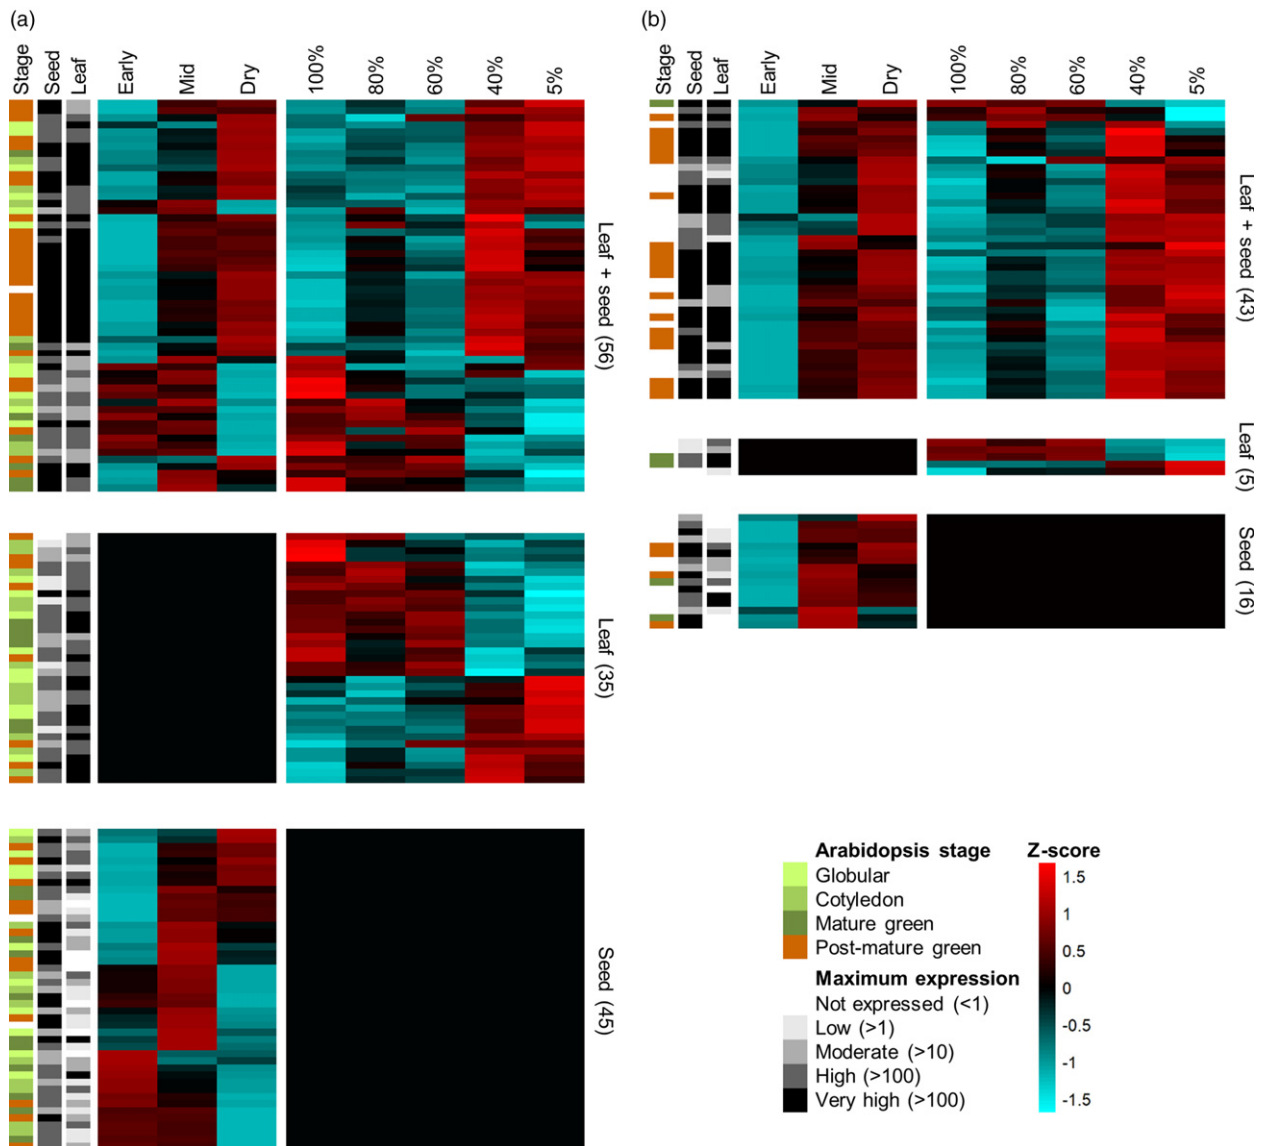 (a)
Stage Seed Leaf Early Mid Dry 100% 80% 60% 40% 5%
Leaf + seed (56)
Leaf (35)
Seed (45)
(b)
Stage Seed Leaf Early Mid Dry 100% 80% 60% 40% 5%
Leaf + seed (43)
Leaf (5)
Seed (16)
Arabidopsis stage
Globular
Cotyledon
Mature green
Post-mature green
Maximum expression
Not expressed (<1)
Low (>1)
Moderate (>10)
High (>100)
Very high (>100)
Z-score
1.5
1
0.5
0
-0.5
-1
-1.5